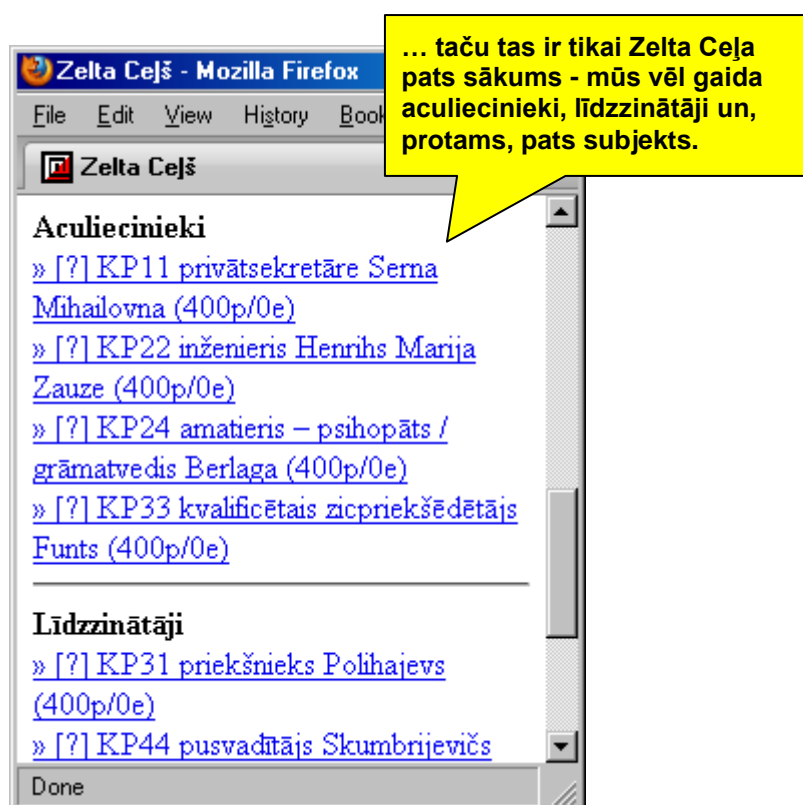 … taču tas ir tikai Zelta Ceļa
pats sākums - mūs vēl gaida
aculiecinieki, līdzzinātāji un,
protams, pats subjekts.
Zelta Ceļš - Mozilla Firefox
File Edit View History Book
Zelta Ceļš
Aculiecinieki
» [?] KP11 privātsekretāre Serna
Mihailovna (400p/0e)
» [?] KP22 inženieris Henrihs Marija
Zauze (400p/0e)
» [?] KP24 amatieris – psihopāts /
grāmatvedis Berlaga (400p/0e)
» [?] KP33 kvalificētais zicpriekšēdētājs
Funts (400p/0e)
Līdzzinātāji
» [?] KP31 priekšnieks Polihajevs
(400p/0e)
» [?] KP44 pusvadītājs Skumbrijevičs
Done